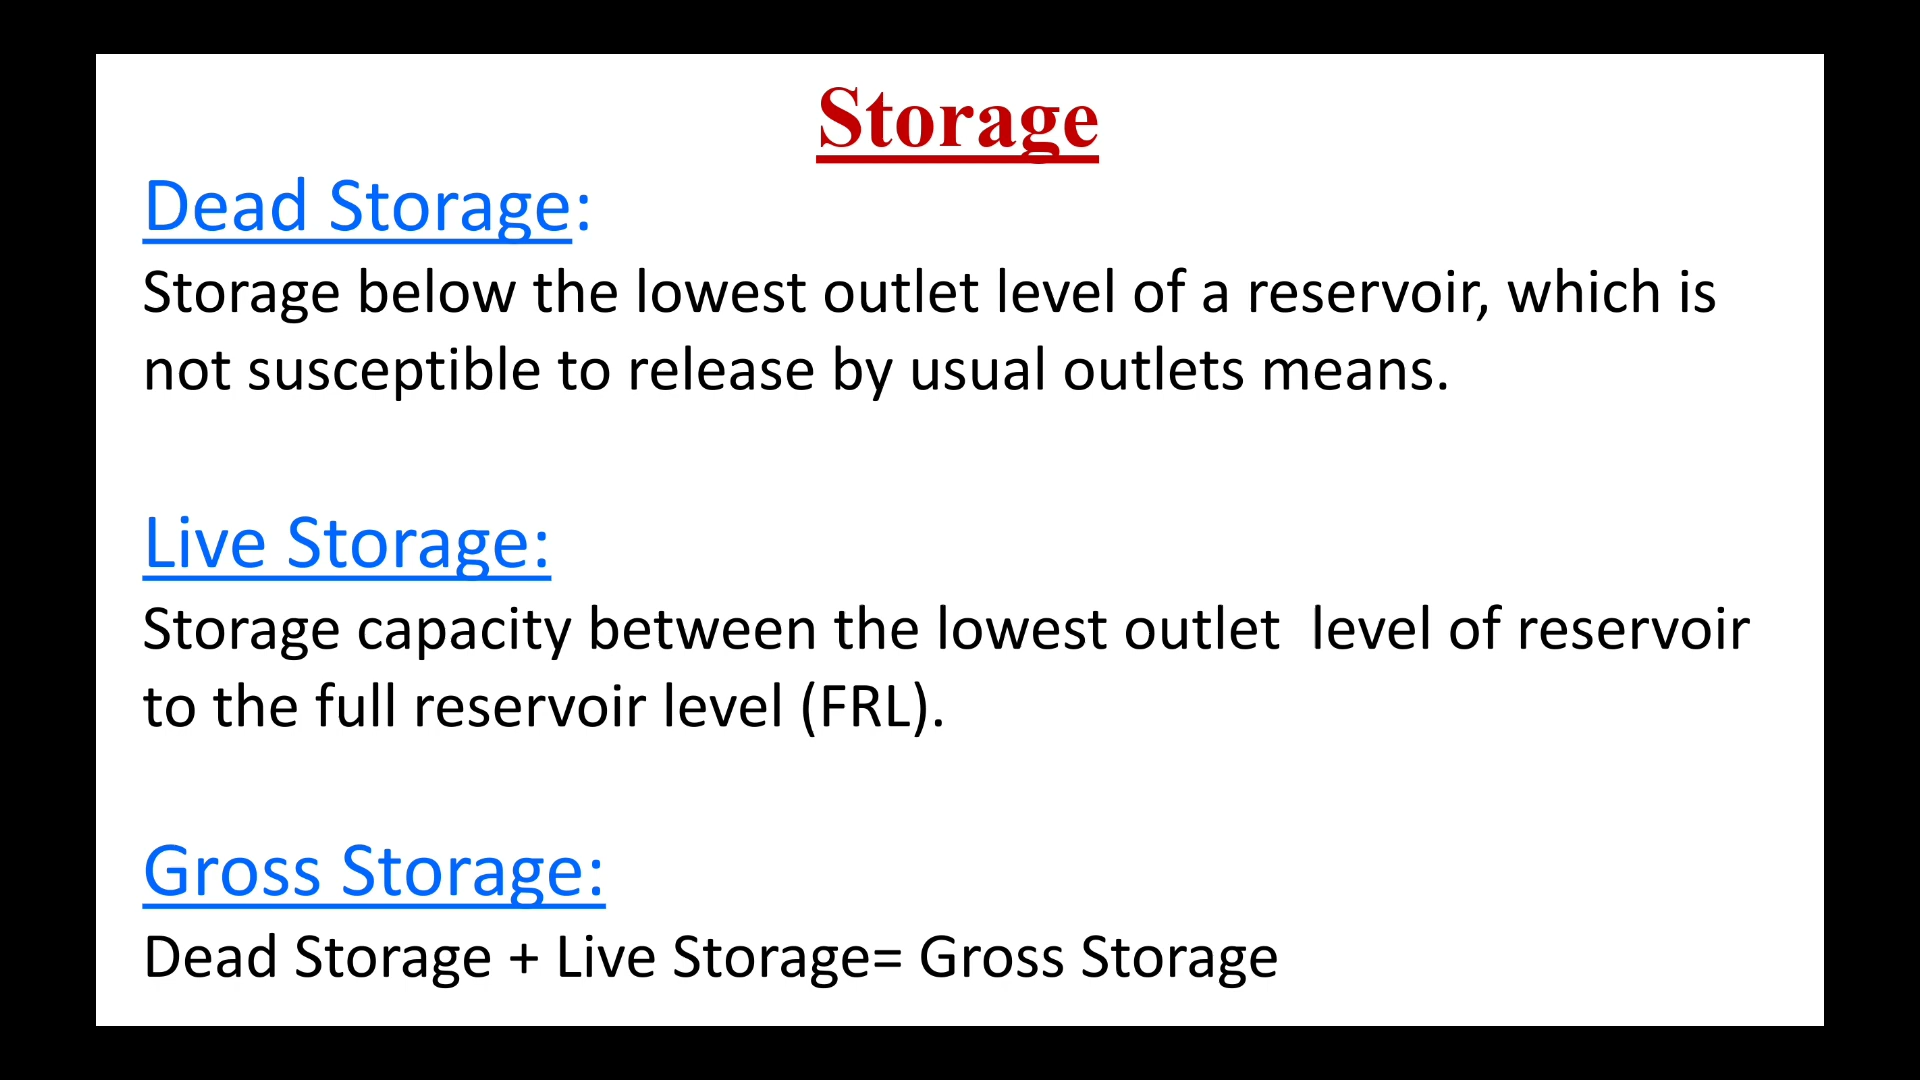 Storage
Dead Storage:
Storage below the lowest outlet level of a reservoir, which is
not susceptible to release by usual outlets means.
Live Storage:
Storage capacity between the lowest outlet  level of reservoir
to the full reservoir level (FRL).
Gross Storage:
Dead Storage + Live Storage= Gross Storage